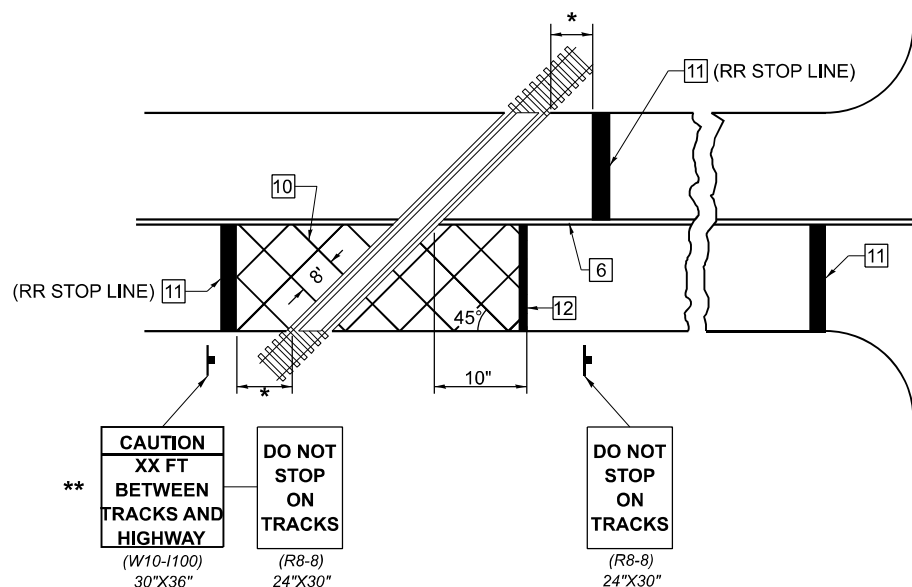 *
11 (RR STOP LINE)
10
8'
6
(RR STOP LINE) 11
45°
12
11
*
10"
**
CAUTION
XX FT
BETWEEN
TRACKS AND
HIGHWAY
(W10-I100)
30"X36"
DO NOT
STOP
ON
TRACKS
(R8-8)
24"X30"
DO NOT
STOP
ON
TRACKS
(R8-8)
24"X30"